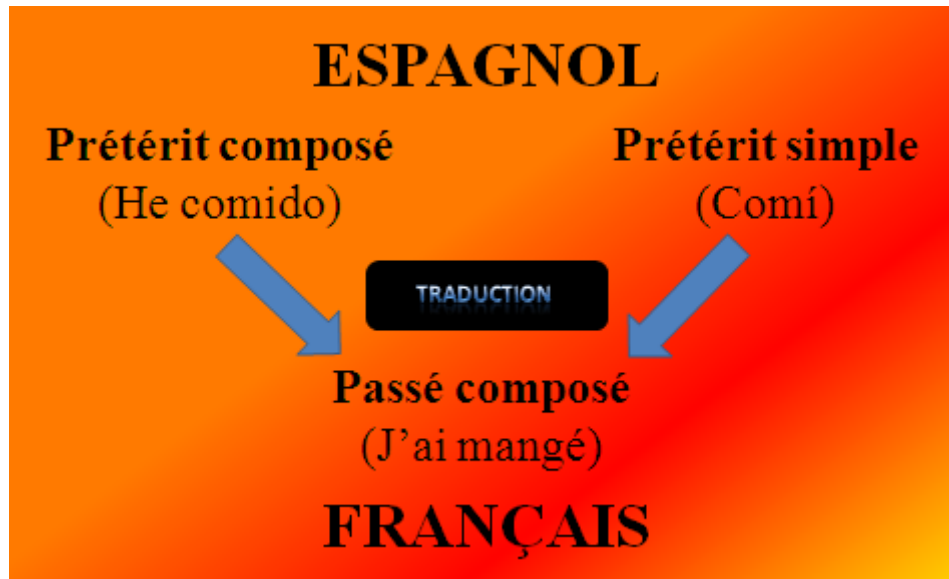 ESPAGNOL
Prétérit composé
(He comido)
Prétérit simple
(Comí)
TRADUCTION
Passé composé
(J’ai mangé)
FRANÇAIS